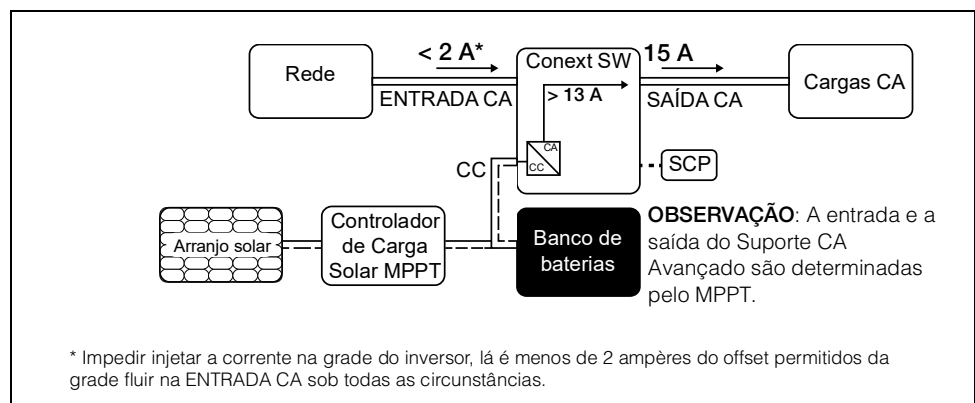 < 2 A*
15 A
Rede
Conext SW
Cargas CA
ENTRADA CA
> 13 A
SAÍDA CA
CA
CC
CC
SCP
Arranjo solar
Controlador
de Carga
Solar MPPT
Banco de
baterias
OBSERVAÇÃO: A entrada e a
saída do Suporte CA
Avançado são determinadas
pelo MPPT.
* Impedir injetar a corrente na grade do inversor, lá é menos de 2 ampères do offset permitidos da
grade fluir na ENTRADA CA sob todas as circunstâncias.